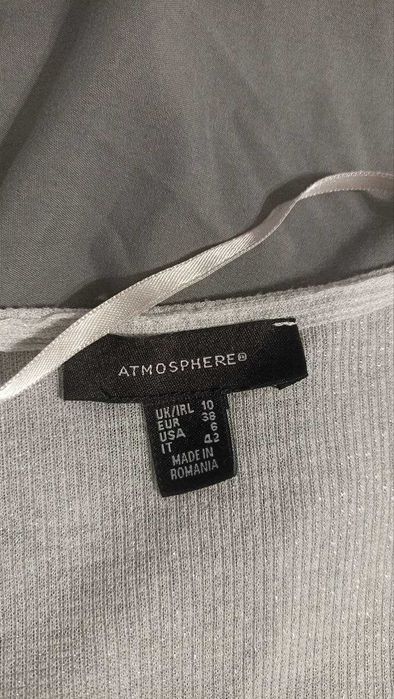 ATMOSPHERE®
UK/IRL 10
EUR 38
USA 6
IT 42
MADE IN
ROMANIA